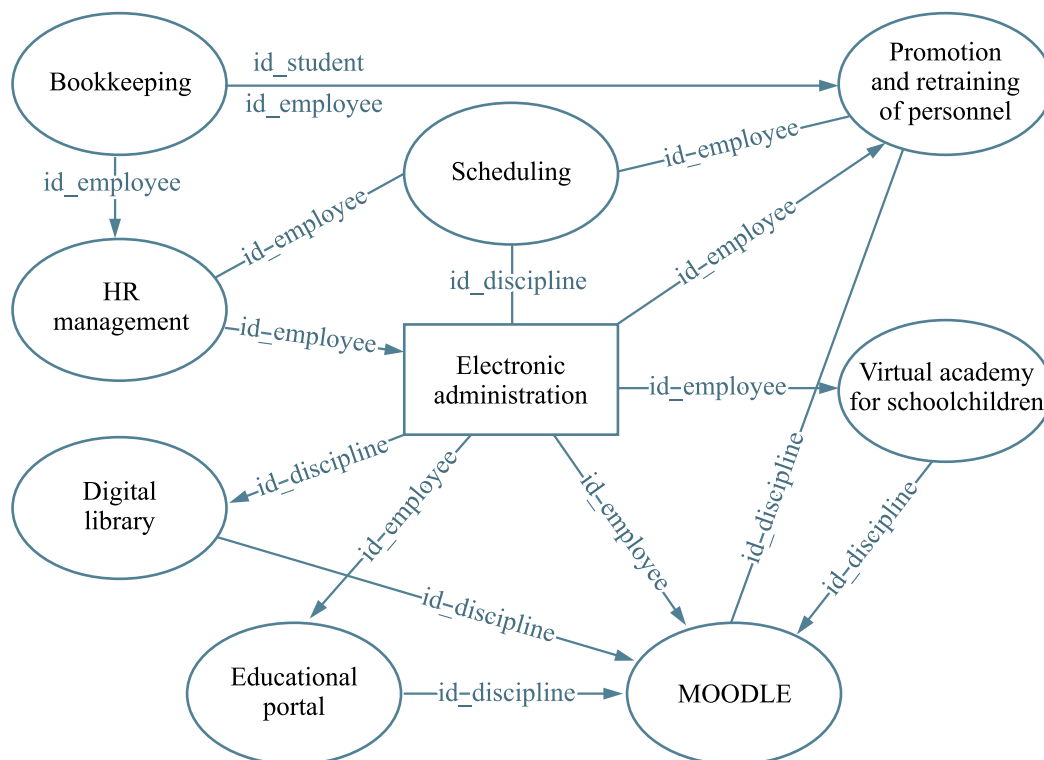 Bookkeeping
id_student
id_employee
Promotion
and retraining
of personnel
id_employee
Scheduling
id_employee
id_employee
HR
management
id_discipline
id_employee
id_employee
Electronic
administration
id_employee
Virtual academy
for schoolchildren
id_discipline
Digital
library
id_employee
id_employee
id_discipline
id_discipline
id_discipline
Educational
portal
id_discipline
MOODLE